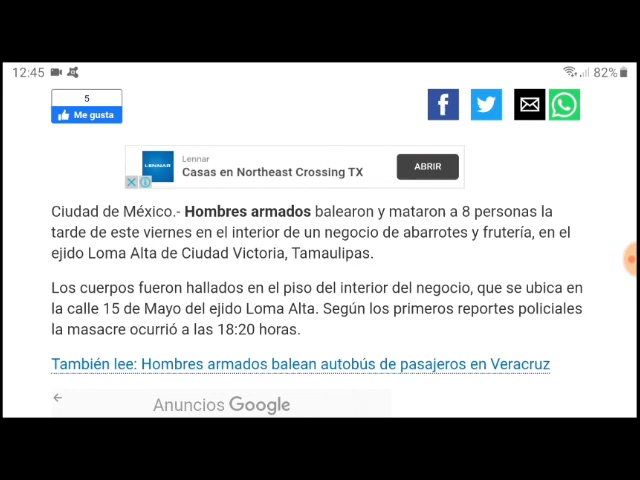 12:45
82%
5
Me gusta
LENNAR
Lennar
Casas en Northeast Crossing TX
ABRIR
Ciudad de México.- Hombres armados balearon y mataron a 8 personas la
tarde de este viernes en el interior de un negocio de abarrotes y frutería, en el
ejido Loma Alta de Ciudad Victoria, Tamaulipas.
Los cuerpos fueron hallados en el piso del interior del negocio, que se ubica en
la calle 15 de Mayo del ejido Loma Alta. Según los primeros reportes policiales
la masacre ocurrió a las 18:20 horas.
También lee: Hombres armados balean autobús de pasajeros en Veracruz
Anuncios Google